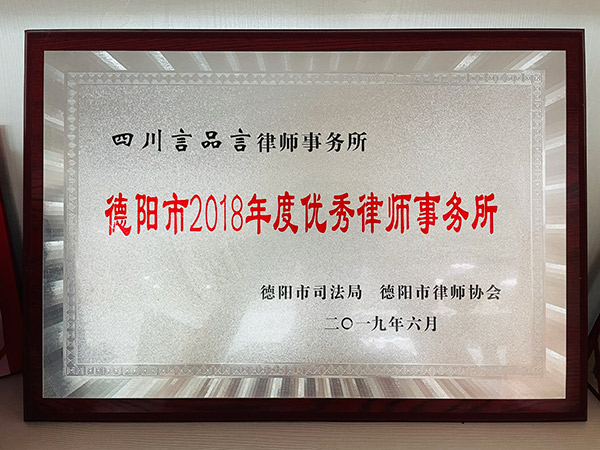 四川言品言律师事务所
德阳市2018年度优秀律师事务所
德阳市司法局 德阳市律师协会
二〇一九年六月